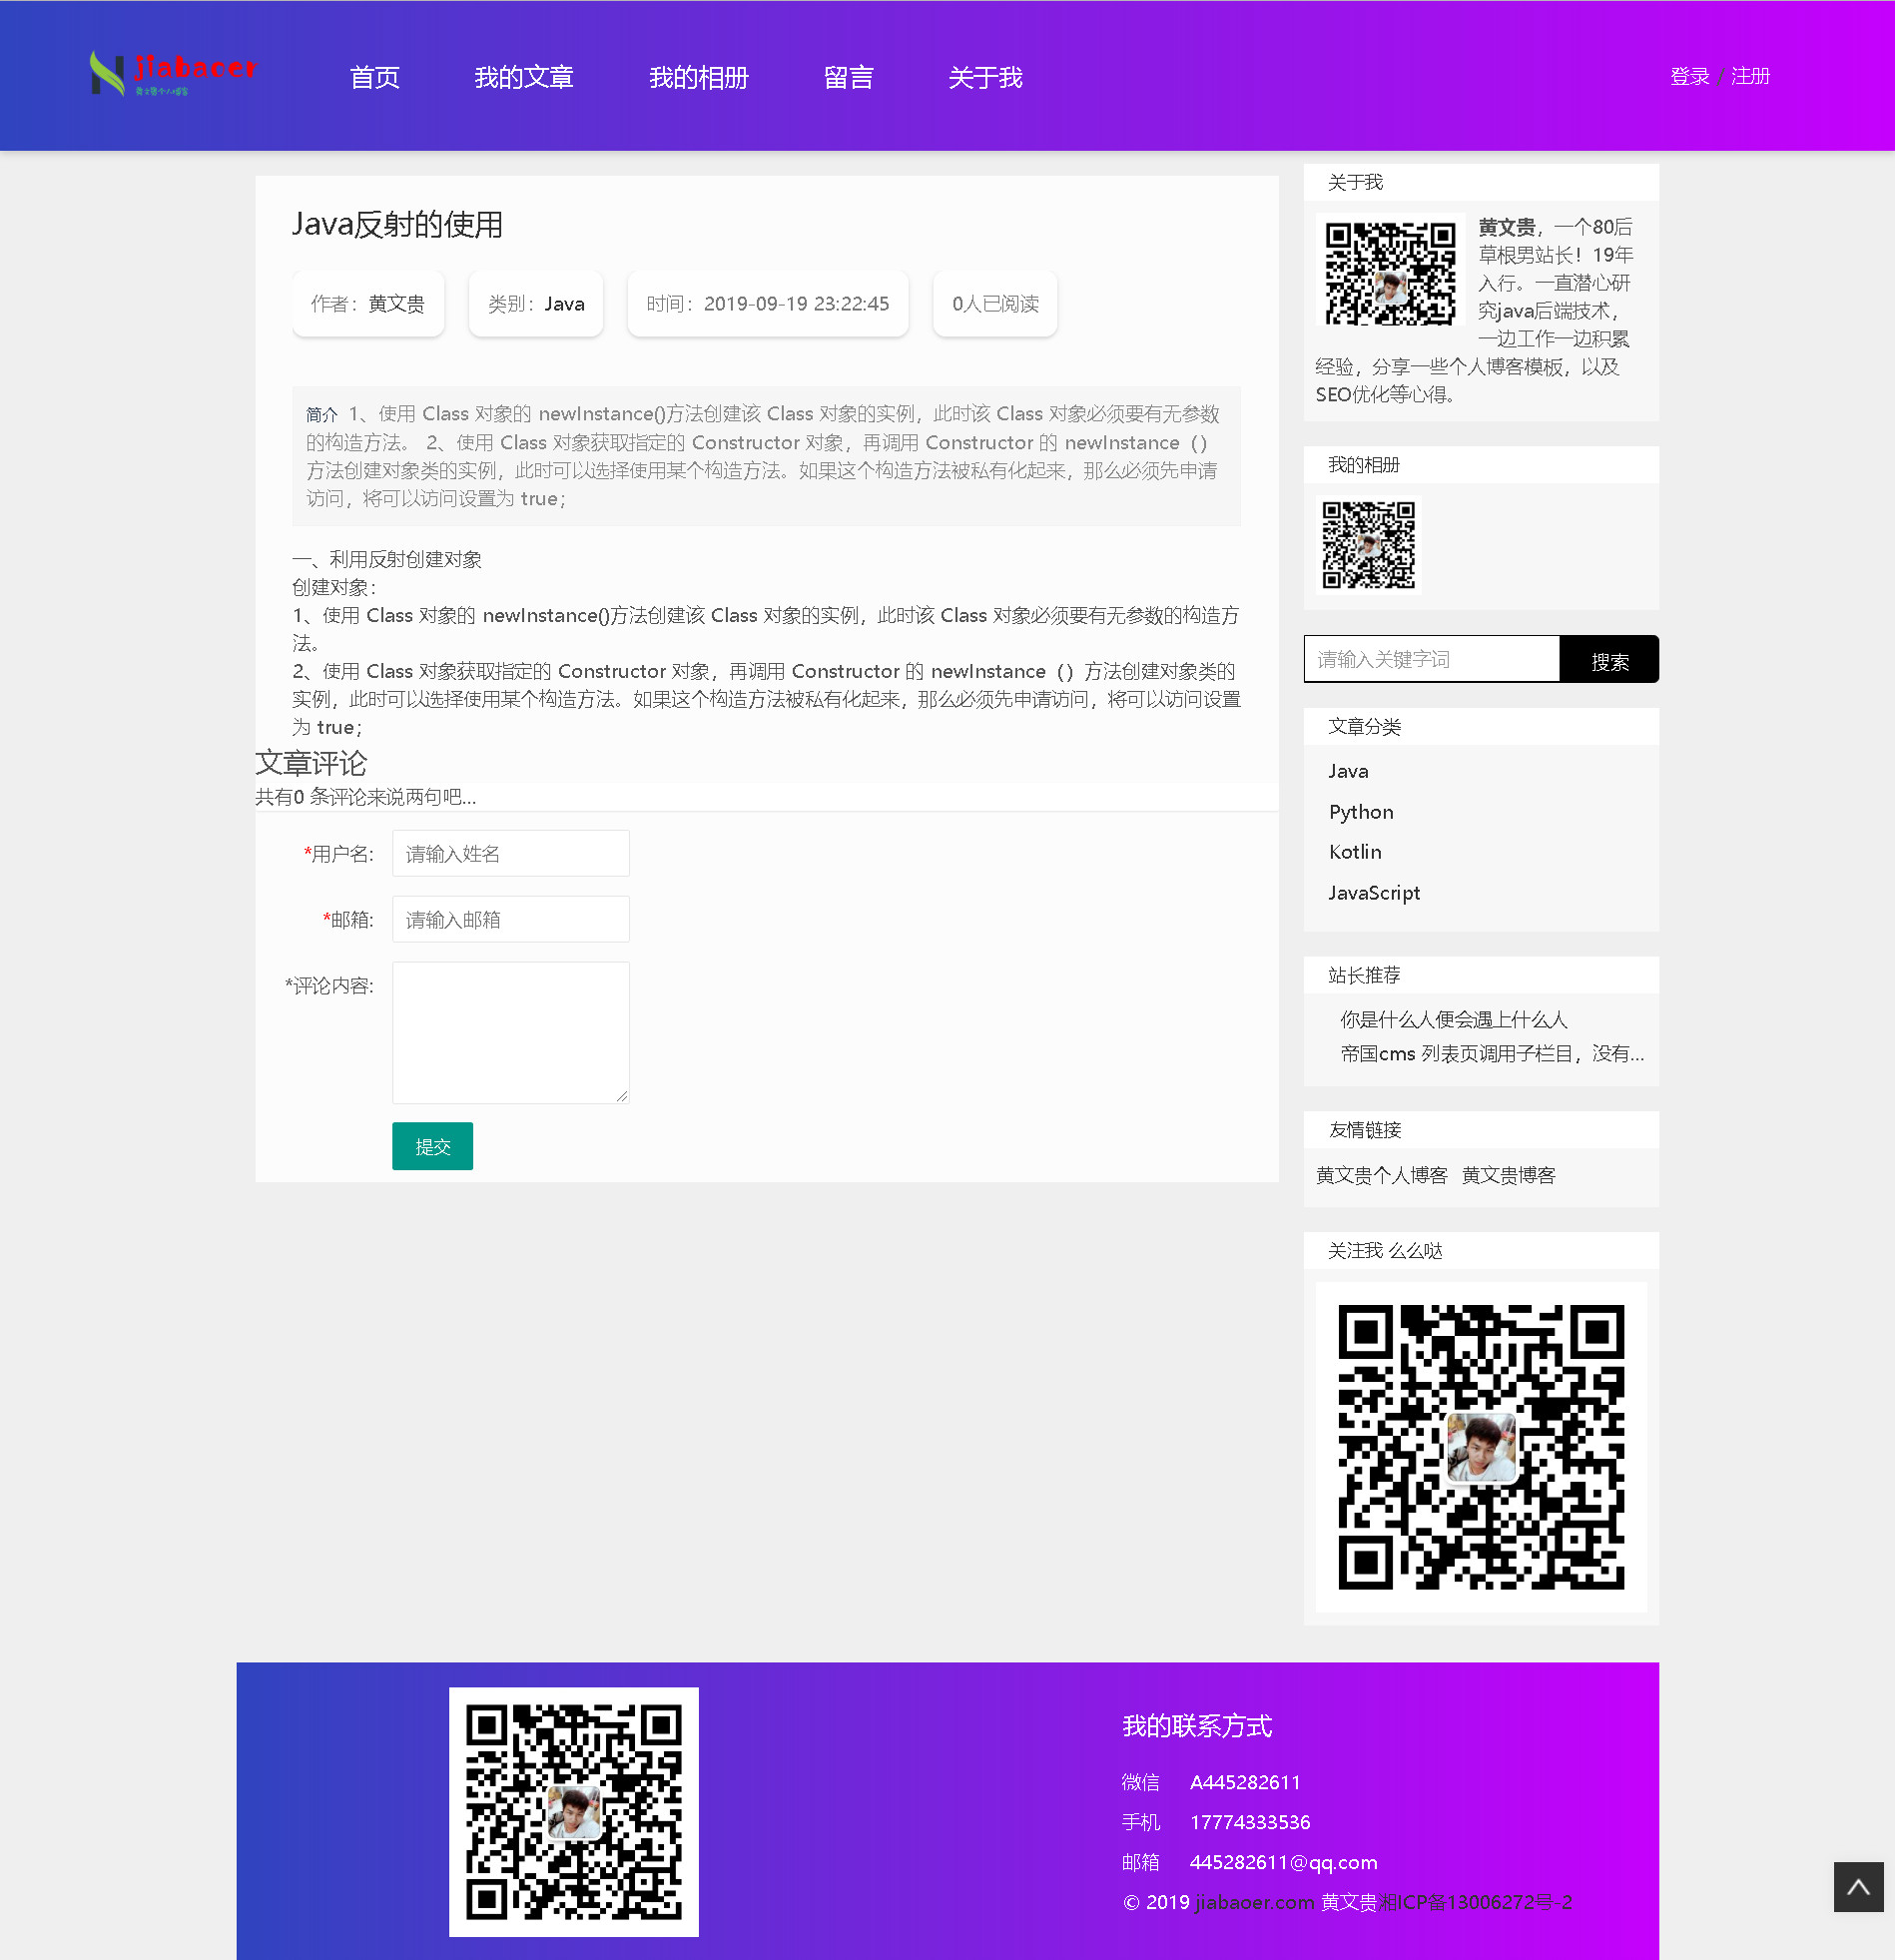 jiabaoer
黄文贵个人博客
首页
我的文章
我的相册
留言
关于我
登录 / 注册
Java反射的使用
作者：黄文贵
类别：Java
时间：2019-09-19 23:22:45
0人已阅读
简介 1、使用 Class 对象的 newInstance()方法创建该 Class 对象的实例，此时该 Class 对象必须要有无参数
的构造方法。 2、使用 Class 对象获取指定的 Constructor 对象，再调用 Constructor 的 newInstance（）
方法创建对象类的实例，此时可以选择使用某个构造方法。如果这个构造方法被私有化起来，那么必须先申请
访问，将可以访问设置为 true；
一、利用反射创建对象
创建对象：
1、使用 Class 对象的 newInstance()方法创建该 Class 对象的实例，此时该 Class 对象必须要有无参数的构造方
法。
2、使用 Class 对象获取指定的 Constructor 对象，再调用 Constructor 的 newInstance（）方法创建对象类的
实例，此时可以选择使用某个构造方法。如果这个构造方法被私有化起来，那么必须先申请访问，将可以访问设置
为 true；
文章评论
共有0 条评论来说两句吧...
*用户名:
请输入姓名
*邮箱:
请输入邮箱
*评论内容:
提交
关于我
黄文贵，一个80后
草根男站长！19年
入行。一直潜心研
究java后端技术，
一边工作一边积累
经验，分享一些个人博客模板，以及
SEO优化等心得。
我的相册
请输入关键字词
搜索
文章分类
Java
Python
Kotlin
JavaScript
站长推荐
你是什么人便会遇上什么人
帝国cms 列表页调用子栏目，没有...
友情链接
黄文贵个人博客 黄文贵博客
关注我 么么哒
我的联系方式
微信 A445282611
手机 17774333536
邮箱 445282611@qq.com
© 2019 jiabaoer.com 黄文贵湘ICP备13006272号-2